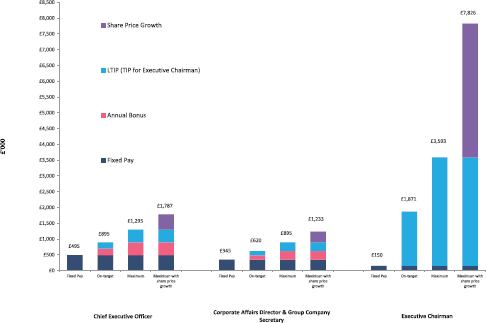 £8,500
£8,000
£7,500
£7,000
£6,500
£6,000
£5,500
£5,000
£4,500
£4,000
£3,500
£3,000
£2,500
£2,000
£1,500
£1,000
£500
£0
£'000
Share Price Growth
LTIP (TIP for Executive Chairman)
Annual Bonus
Fixed Pay
£495
£895
£1,295
£1,787
£345
£620
£895
£1,233
£150
£1,871
£3,593
£7,826
Fixed Pay
On-target
Maximum
Maximum with
share price
growth
Fixed Pay
On-target
Maximum
Maximum with
share price
growth
Fixed Pay
On-target
Maximum
Maximum with
share price
growth
Chief Executive Officer
Corporate Affairs Director & Group Company
Secretary
Executive Chairman